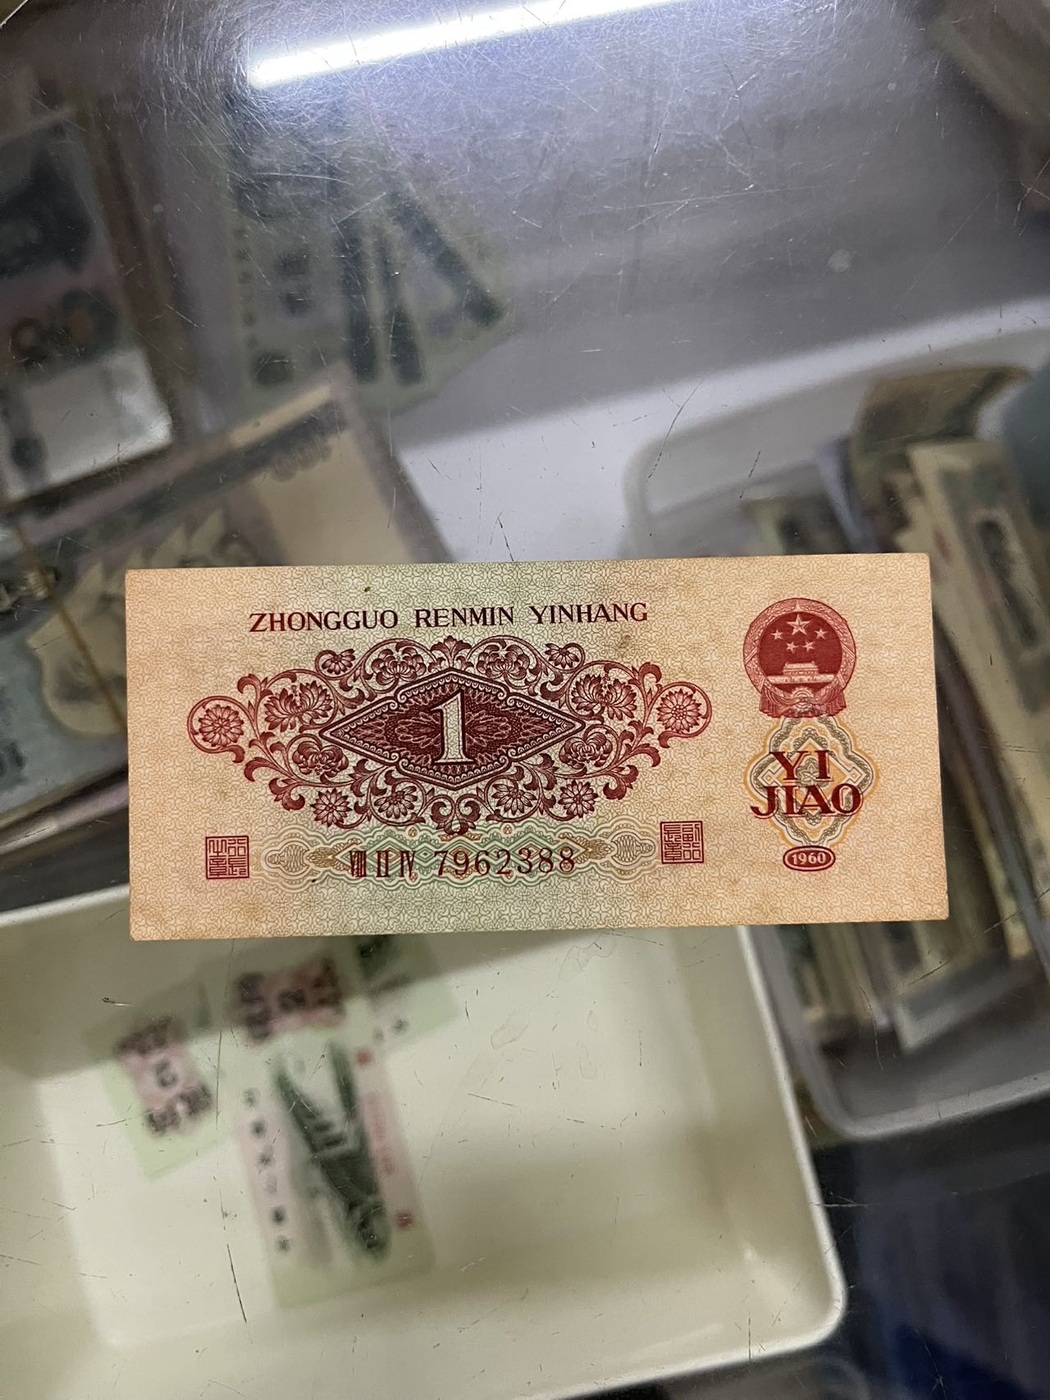 ZHONGGUO RENMIN YINHANG
1
YI
JIAO
VIII II IV 7962388
1960